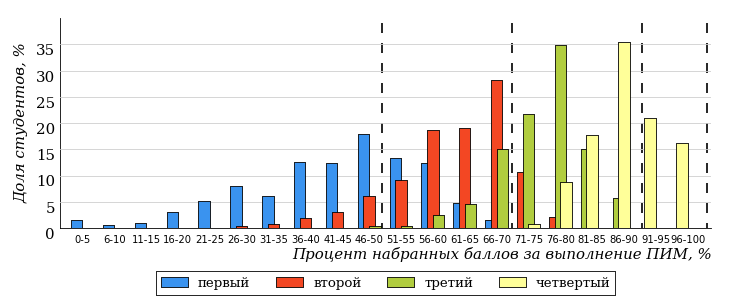 Доля студентов, %
35
30
25
20
15
10
5
0
0-5 6-10 11-15 16-20 21-25 26-30 31-35 36-40 41-45 46-50 51-55 56-60 61-65 66-70 71-75 76-80 81-85 86-90 91-95 96-100
Процент набранных баллов за выполнение ПИМ, %
первый второй третий четвертый